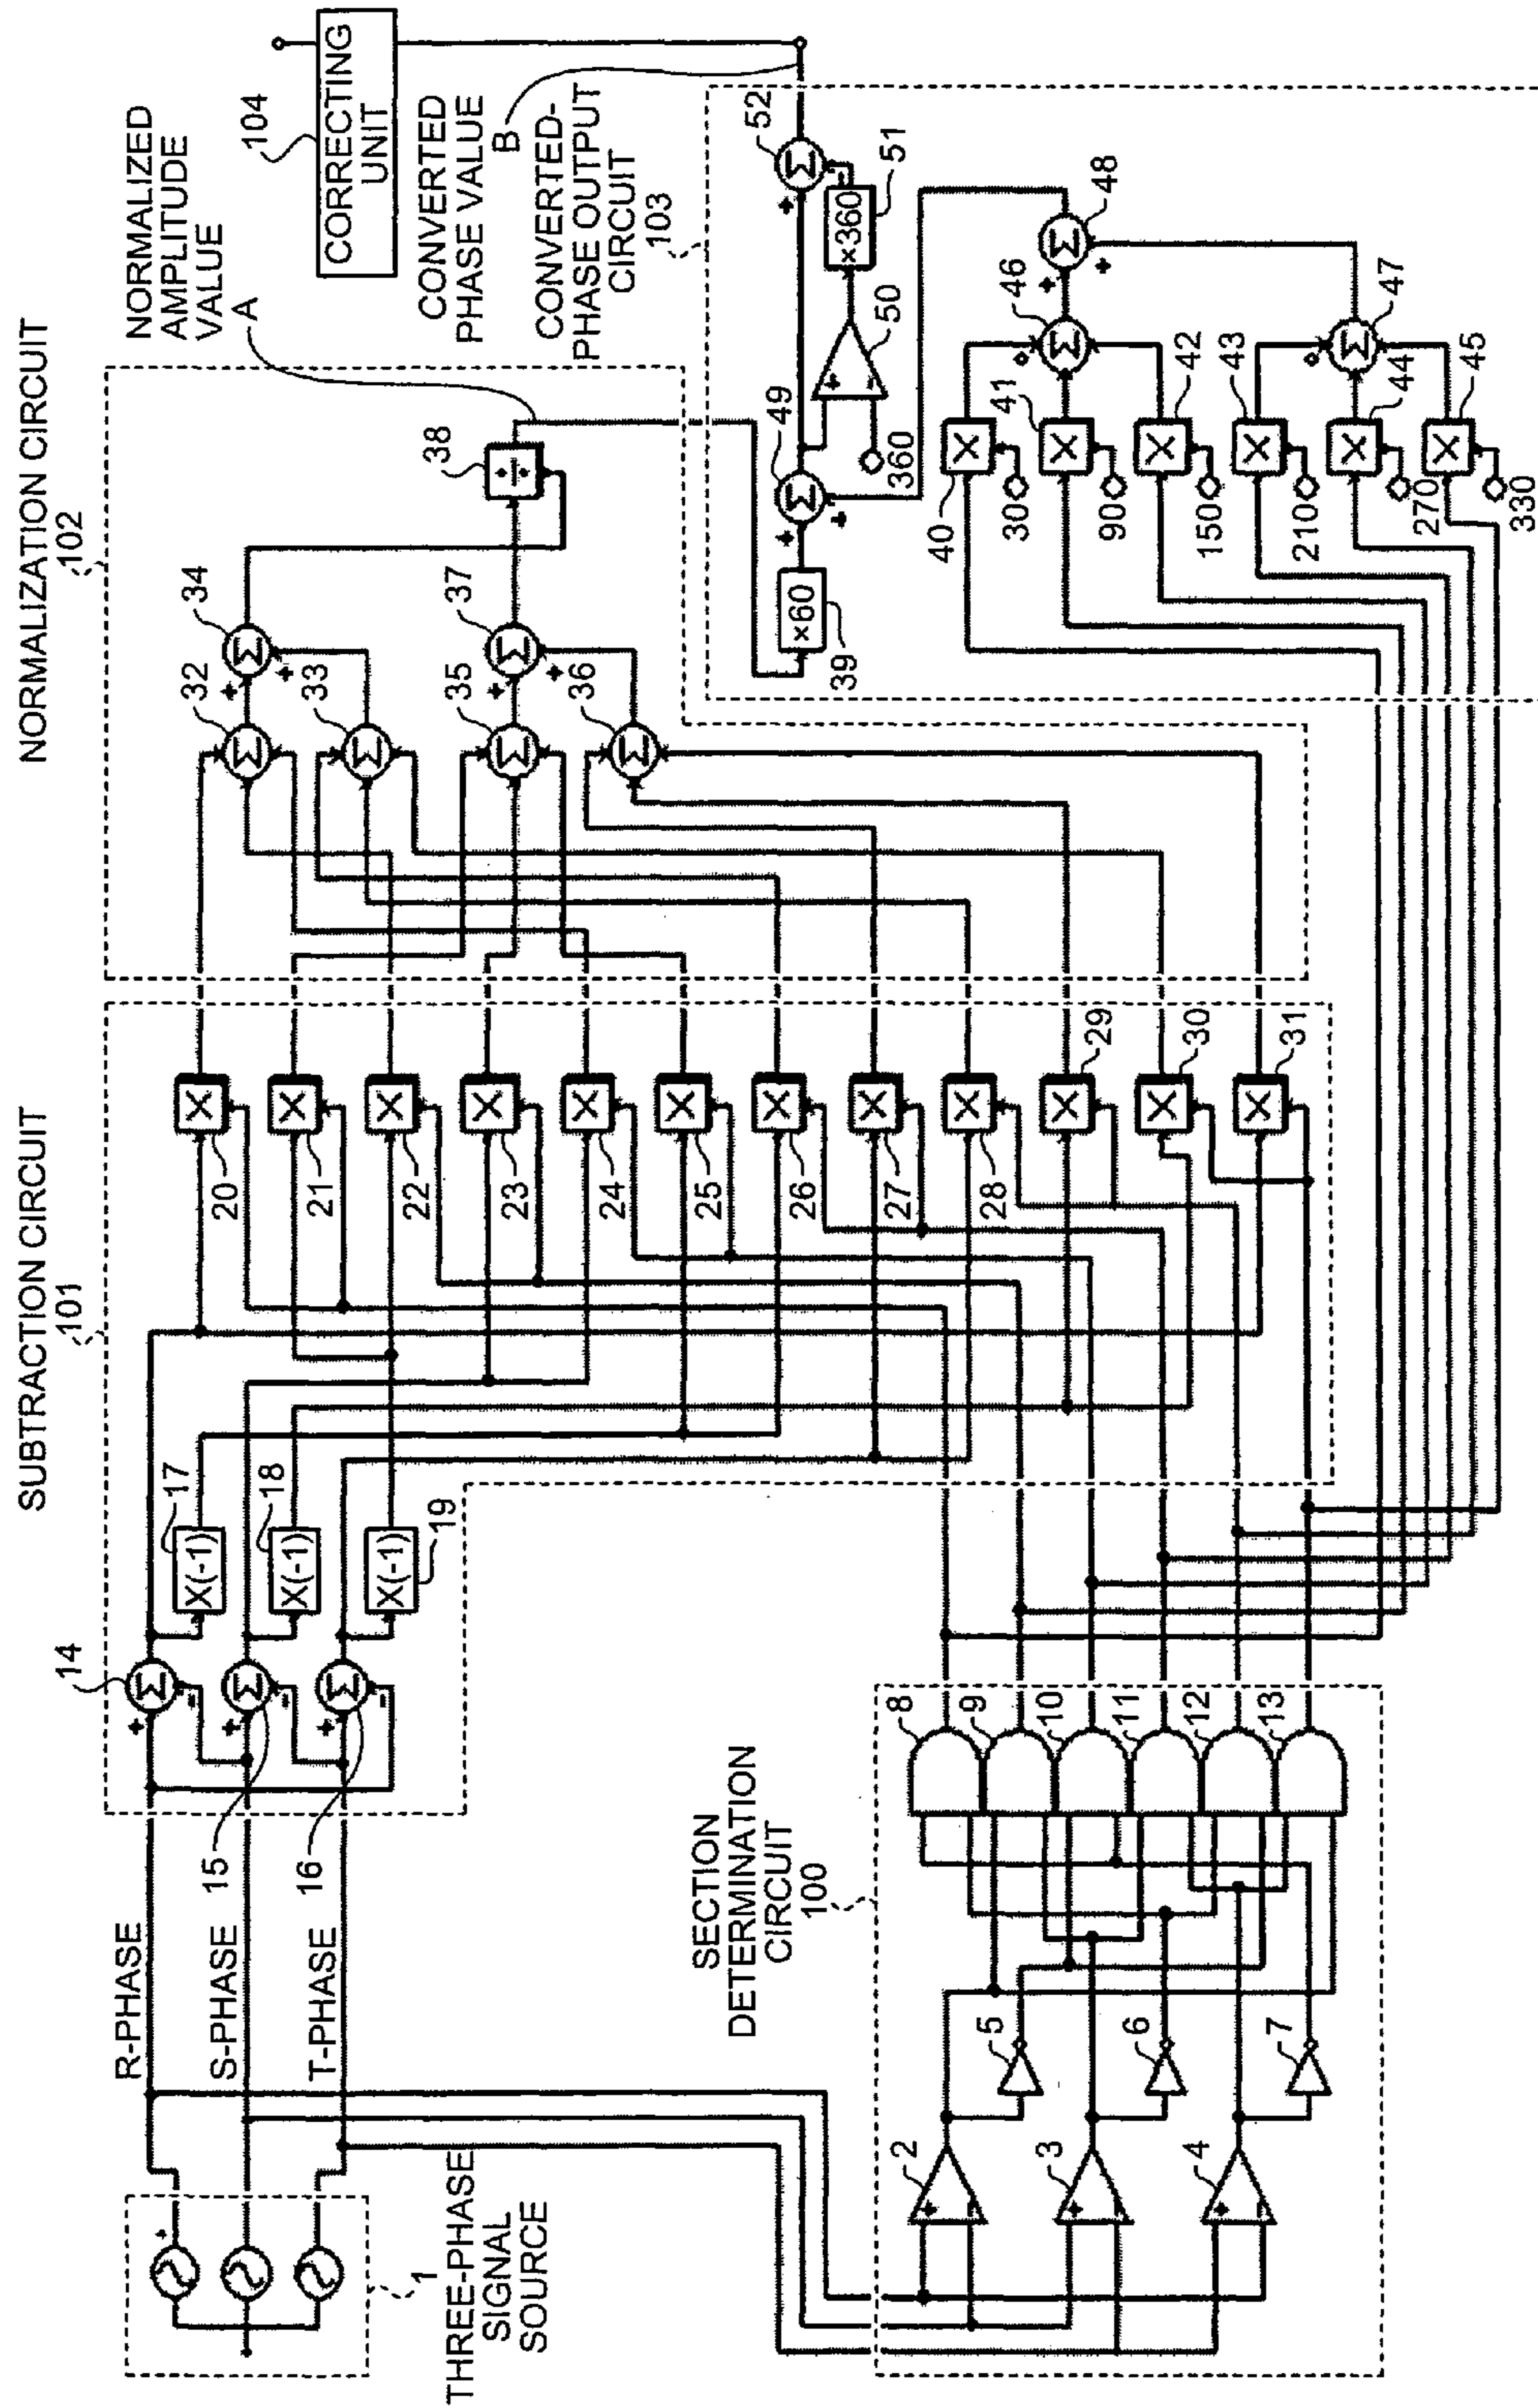 NORMALIZATION CIRCUIT
102
SUBTRACTION CIRCUIT
101
NORMALIZED
AMPLITUDE
VALUE
A
104
CORRECTING
UNIT
CONVERTED
PHASE VALUE
B
CONVERTED-
PHASE OUTPUT
CIRCUIT
103
R-PHASE
S-PHASE
T-PHASE
1
THREE-PHASE
SIGNAL
SOURCE
SECTION
DETERMINATION
CIRCUIT
100
2
3
4
5
6
7
8
9
10
11
12
13
14
15
16
17
X(-1)
18
X(-1)
19
X(-1)
20
21
22
23
24
25
26
27
28
29
30
31
32
33
34
35
36
37
38
×60
39
40
41
42
43
44
45
30
90
150
210
270
330
46
47
48
49
360
50
×360
51
52